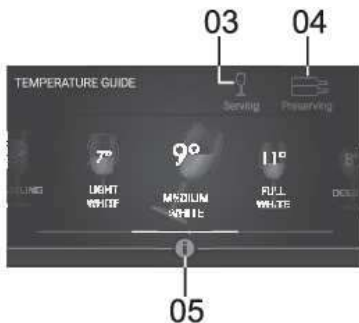 03 04
TEMPERATURE GUIDE
Serving Preserving
7° 9° 11°
LIGHT WHITE
MEDIUM WHITE
FULL WHITE
05